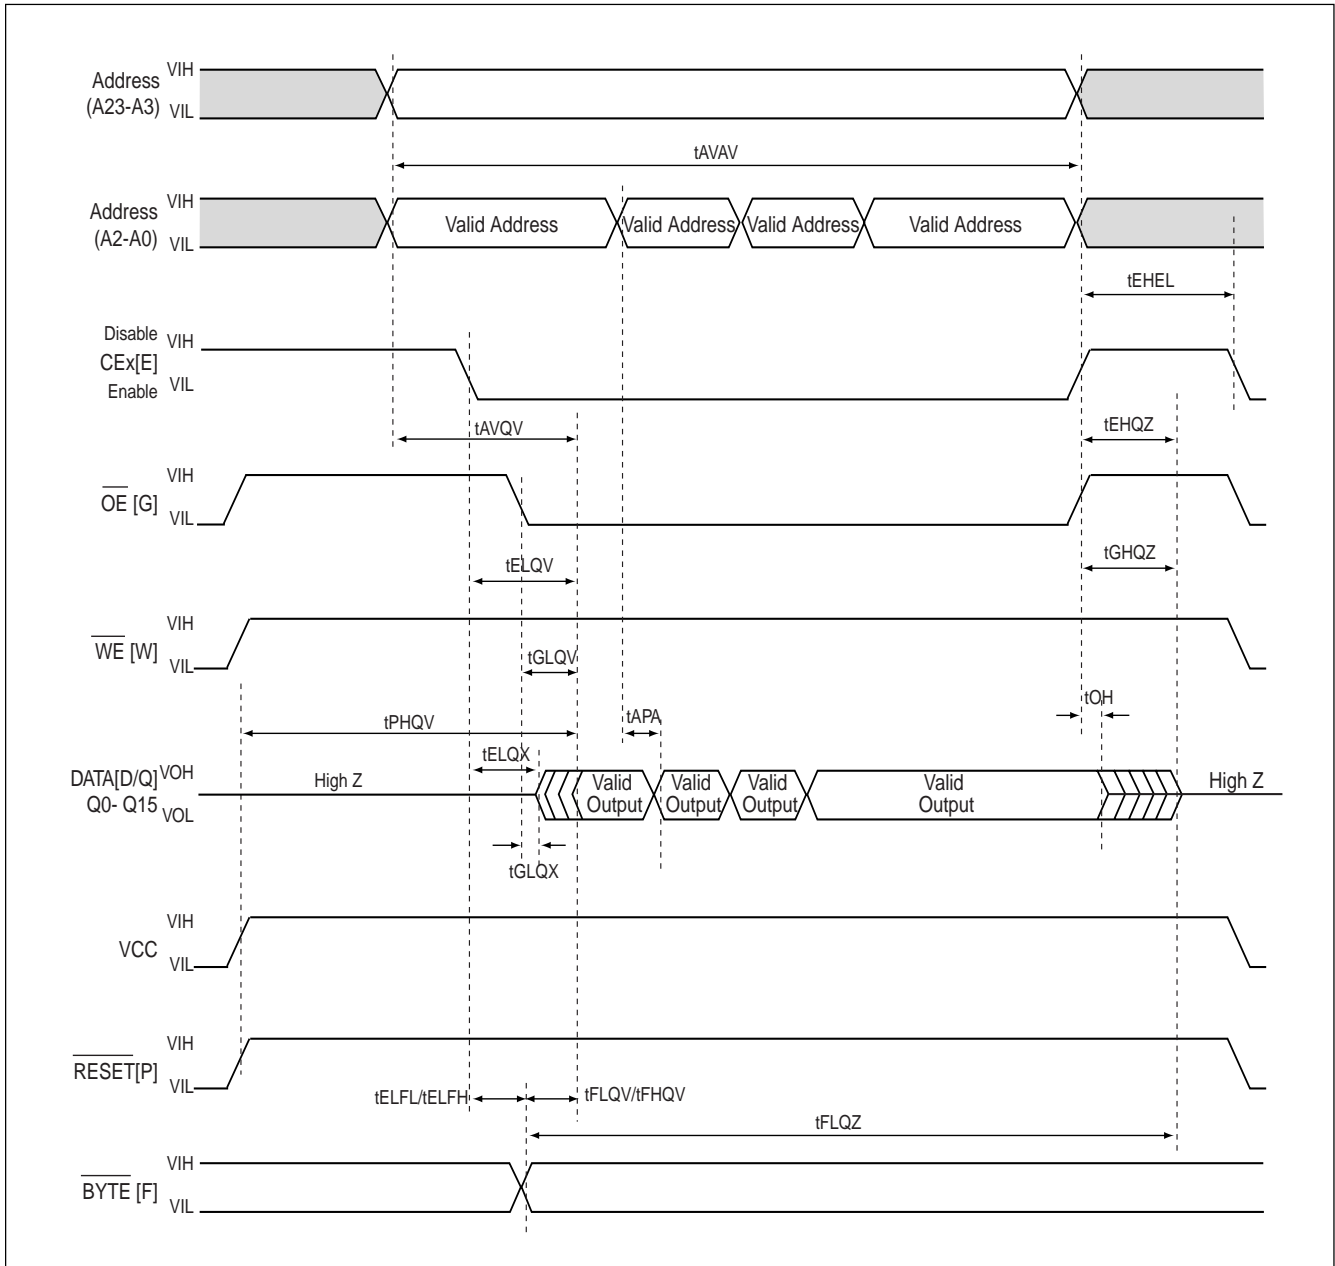 Address VIH
(A23-A3) VIL
tAVAV
Address VIH
(A2-A0) VIL
Valid Address Valid Address Valid Address Valid Address
tEHEL
Disable VIH
CEx[E]
Enable VIL
tAVQV tEHQZ
VIH
OE [G]
VIL
tELQV tGHQZ
VIH
WE [W]
VIL
tGLQV
tOH
tPHQV tAPA
tELQX
DATA[D/Q] VOH
Q0- Q15 VOL
High Z Valid Output Valid Output Valid Output Valid Output High Z
tGLQX
VIH
VCC
VIL
VIH
RESET[P]
VIL
tELFL/tELFH tFLQV/tFHQV
tFLQZ
VIH
BYTE [F]
VIL